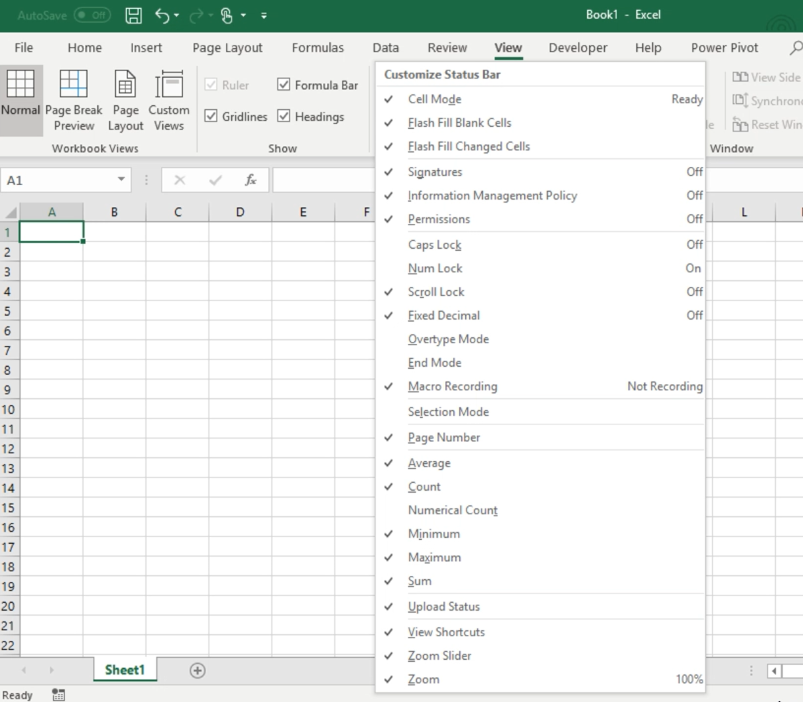 AutoSave Off Book1 - Excel
File Home Insert Page Layout Formulas Data Review View Developer Help Power Pivot
Normal Page Break Preview Page Layout Custom Views
Workbook Views
Ruler Formula Bar
Gridlines Headings
Show
View Side
Synchron
Reset Win
Window
A1 fx
A B C D E F L
1
2
3
4
5
6
7
8
9
10
11
12
13
14
15
16
17
18
19
20
21
22
Customize Status Bar
Cell Mode Ready
Flash Fill Blank Cells
Flash Fill Changed Cells
Signatures Off
Information Management Policy Off
Permissions Off
Caps Lock Off
Num Lock On
Scroll Lock Off
Fixed Decimal Off
Overtype Mode
End Mode
Macro Recording Not Recording
Selection Mode
Page Number
Average
Count
Numerical Count
Minimum
Maximum
Sum
Upload Status
View Shortcuts
Zoom Slider
Zoom 100%
Sheet1
Ready